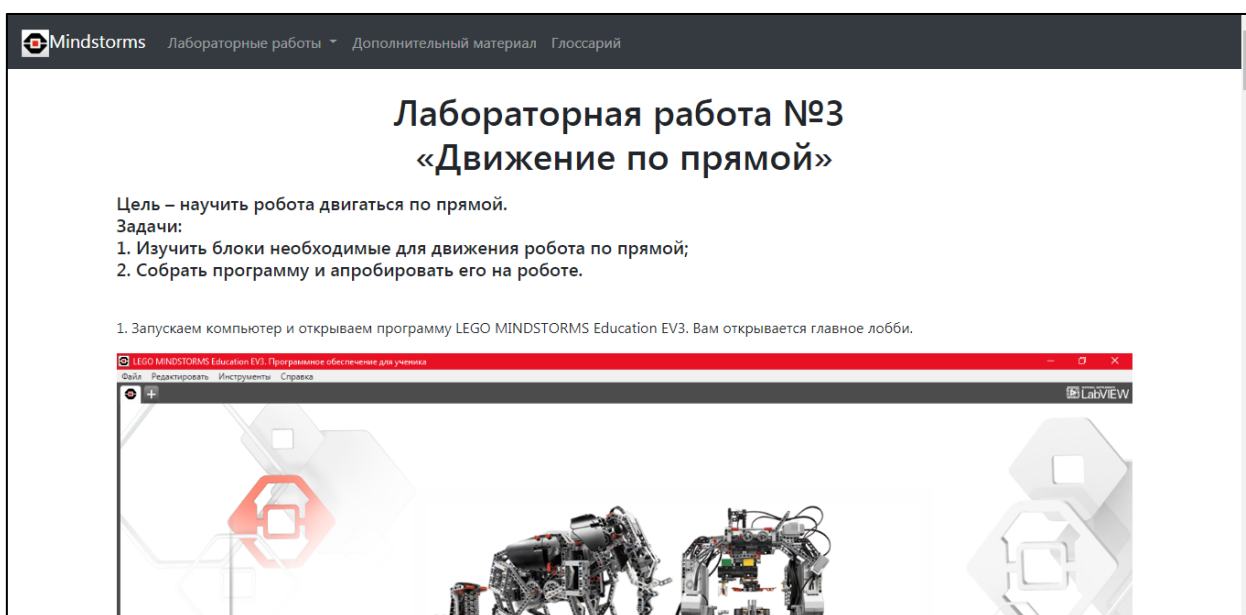 Mindstorms Лабораторные работы Дополнительный материал Глоссарий
Лабораторная работа №3
«Движение по прямой»
Цель – научить робота двигаться по прямой.
Задачи:
1. Изучить блоки необходимые для движения робота по прямой;
2. Собрать программу и апробировать его на роботе.
1. Запускаем компьютер и открываем программу LEGO MINDSTORMS Education EV3. Вам открывается главное лобби.
LEGO MINDSTORMS Education EV3. Программное обеспечение для ученика
Файл Редактировать Инструменты Справка
LabVIEW